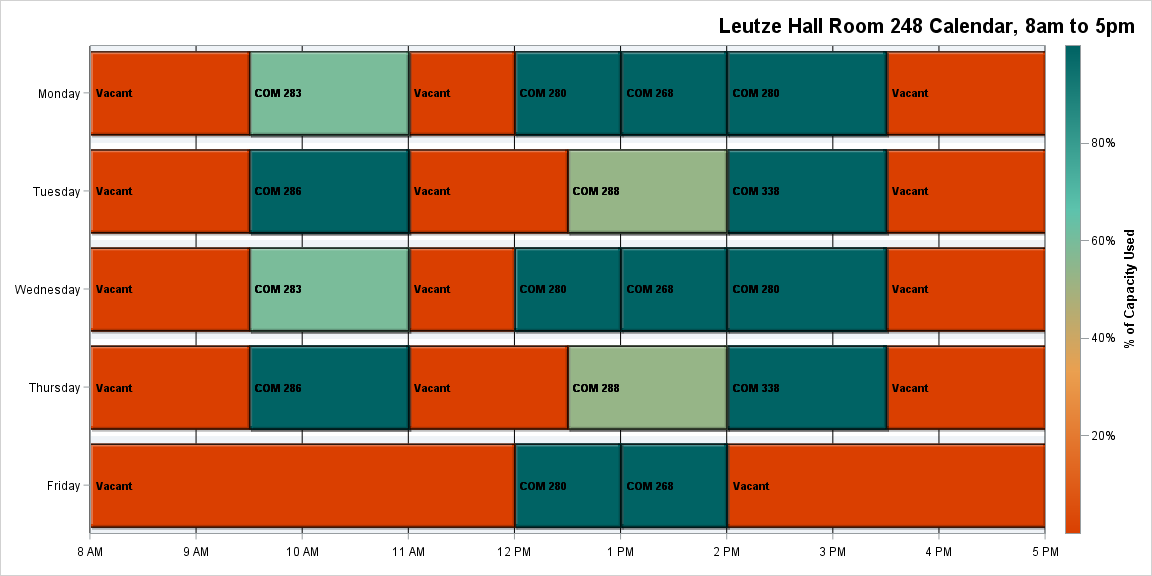 Leutze Hall Room 248 Calendar, 8am to 5pm
Monday
Vacant
COM 283
Vacant
COM 280
COM 268
COM 280
Vacant
Tuesday
Vacant
COM 286
Vacant
COM 288
COM 338
Vacant
Wednesday
Vacant
COM 283
Vacant
COM 280
COM 268
COM 280
Vacant
Thursday
Vacant
COM 286
Vacant
COM 288
COM 338
Vacant
Friday
Vacant
COM 280
COM 268
Vacant
8 AM
9 AM
10 AM
11 AM
12 PM
1 PM
2 PM
3 PM
4 PM
5 PM
80%
60%
40%
20%
% of Capacity Used